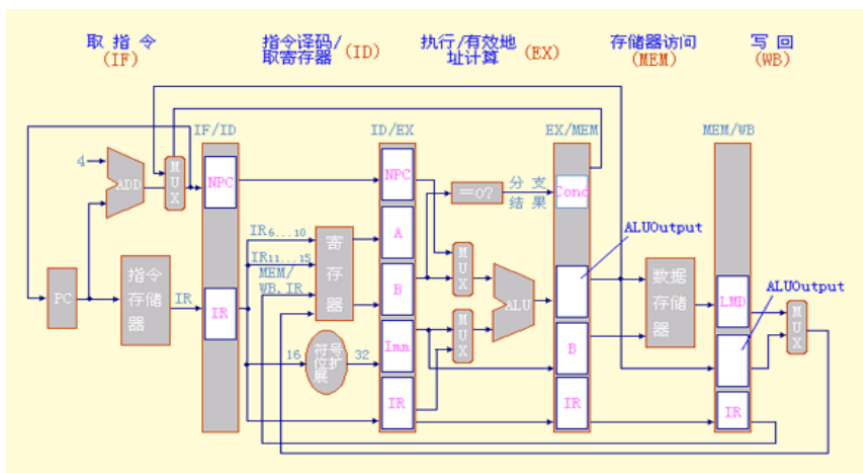 取 指 令
(IF)
指令译码/
取寄存器 (ID)
执行/有效地
址计算 (EX)
存储器访问
(MEM)
写 回
(WB)
IF/ID
ID/EX
EX/MEM
MEM/WB
4
ADD
MUX
NPC
NPC
==0?
分 支
结 果
Cond
ALUOutput
IR6...10
IR11...15
MEM/
WB.IR
寄存器
A
B
MUX
MUX
ALU
PC
指令
存储
器
IR
IR
数据
存储
器
LMD
ALUOutput
MUX
16
符号
位扩
展
32
Imm
B
IR
IR
IR